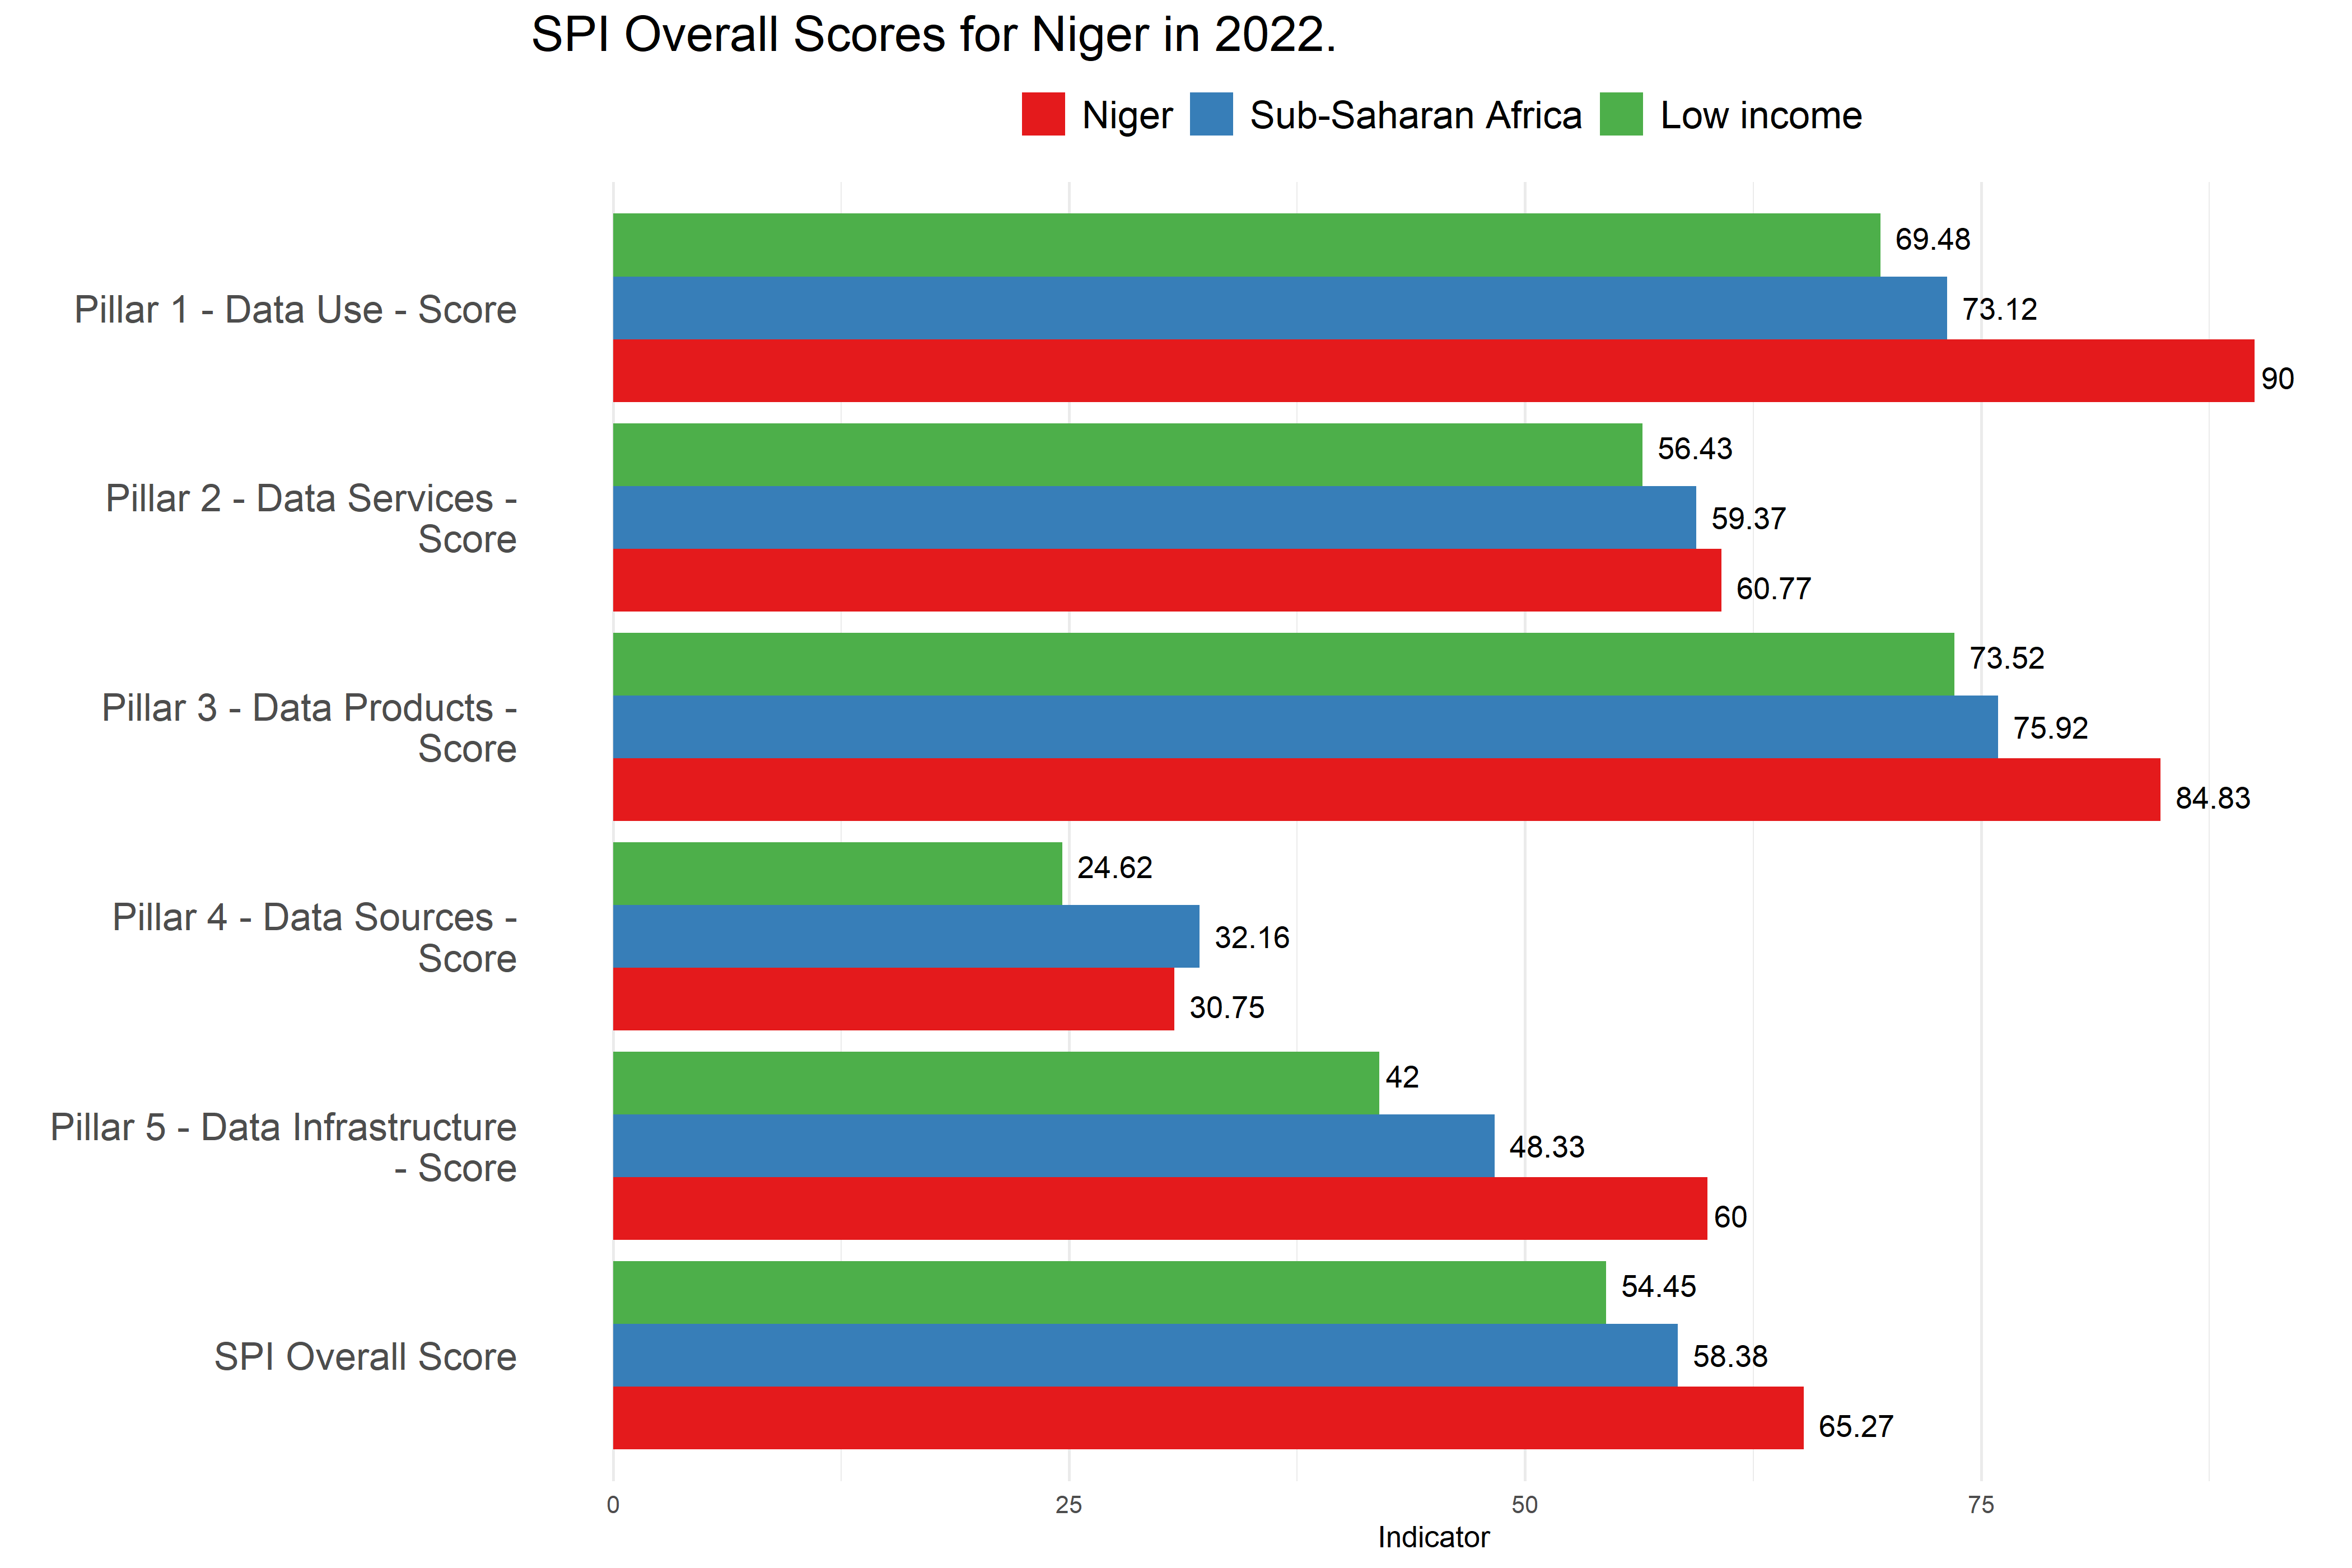 SPI Overall Scores for Niger in 2022.
Niger Sub-Saharan Africa Low income
Pillar 1 - Data Use - Score
69.48
73.12
90
Pillar 2 - Data Services -
Score
56.43
59.37
60.77
Pillar 3 - Data Products -
Score
73.52
75.92
84.83
Pillar 4 - Data Sources -
Score
24.62
32.16
30.75
Pillar 5 - Data Infrastructure
- Score
42
48.33
60
SPI Overall Score
54.45
58.38
65.27
0 25 50 75
Indicator